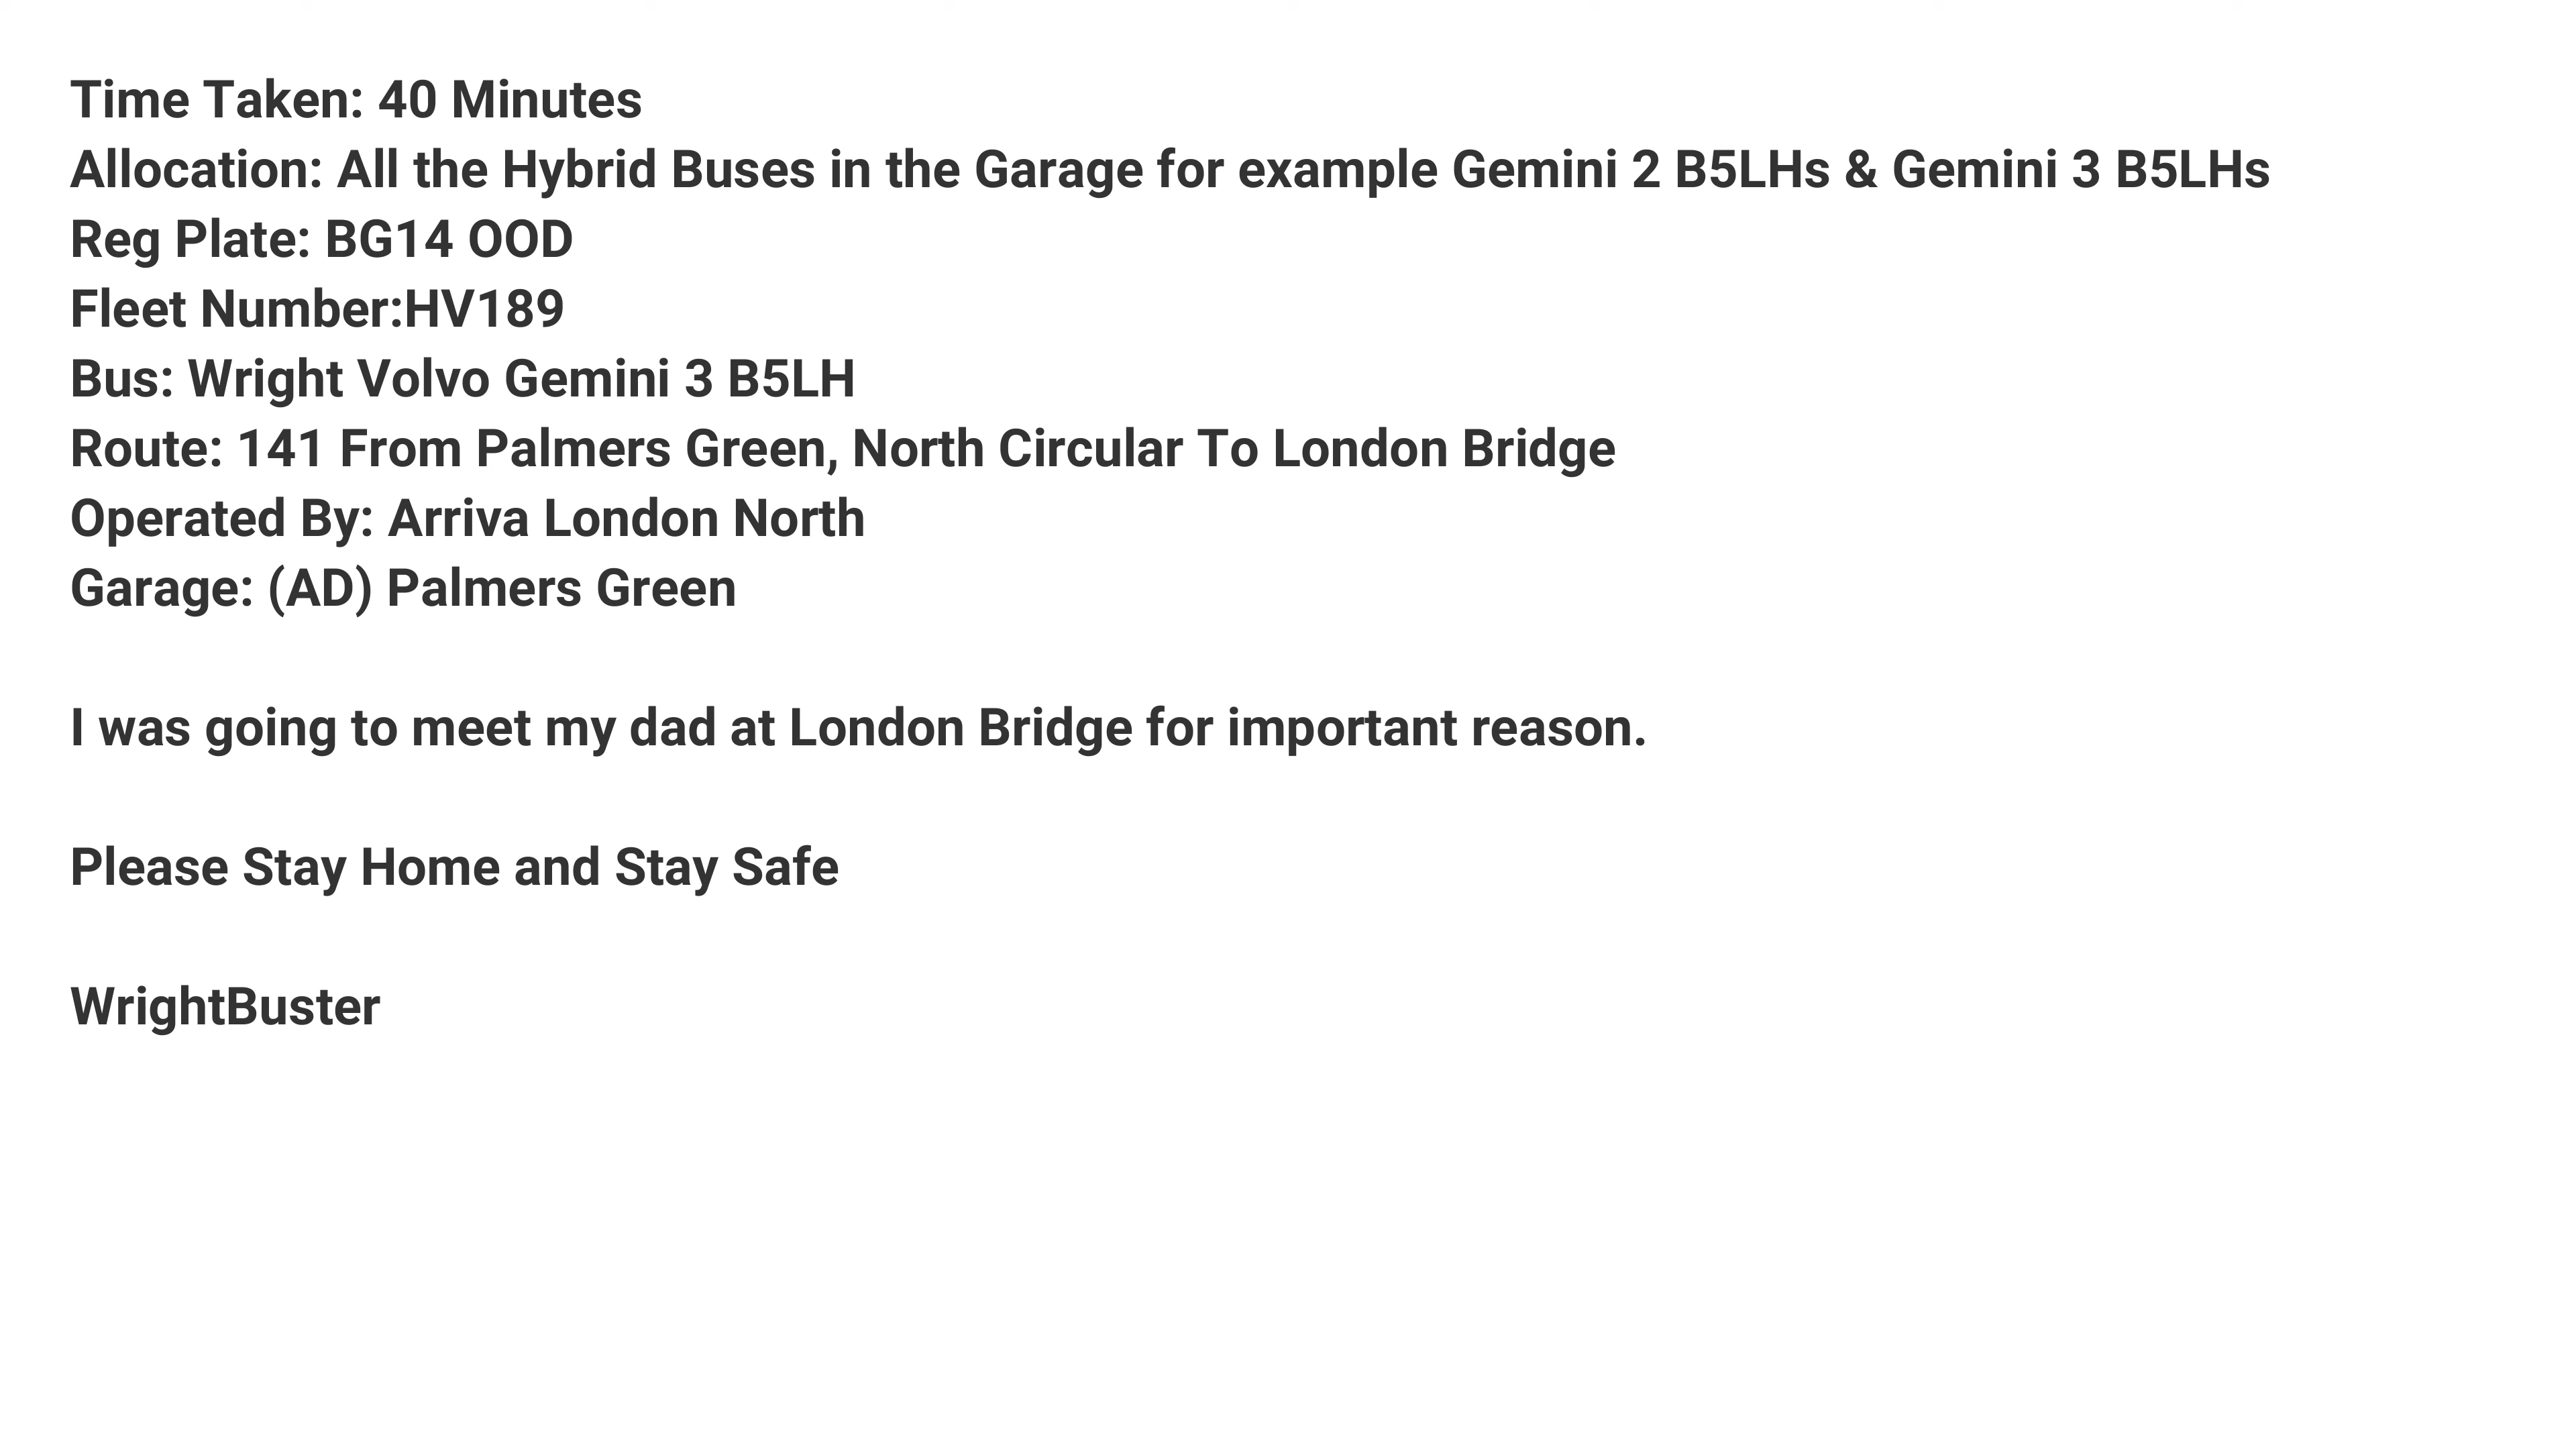 Time Taken: 40 Minutes
Allocation: All the Hybrid Buses in the Garage for example Gemini 2 B5LHs & Gemini 3 B5LHs
Reg Plate: BG14 OOD
Fleet Number:HV189
Bus: Wright Volvo Gemini 3 B5LH
Route: 141 From Palmers Green, North Circular To London Bridge
Operated By: Arriva London North
Garage: (AD) Palmers Green
I was going to meet my dad at London Bridge for important reason.
Please Stay Home and Stay Safe
WrightBuster